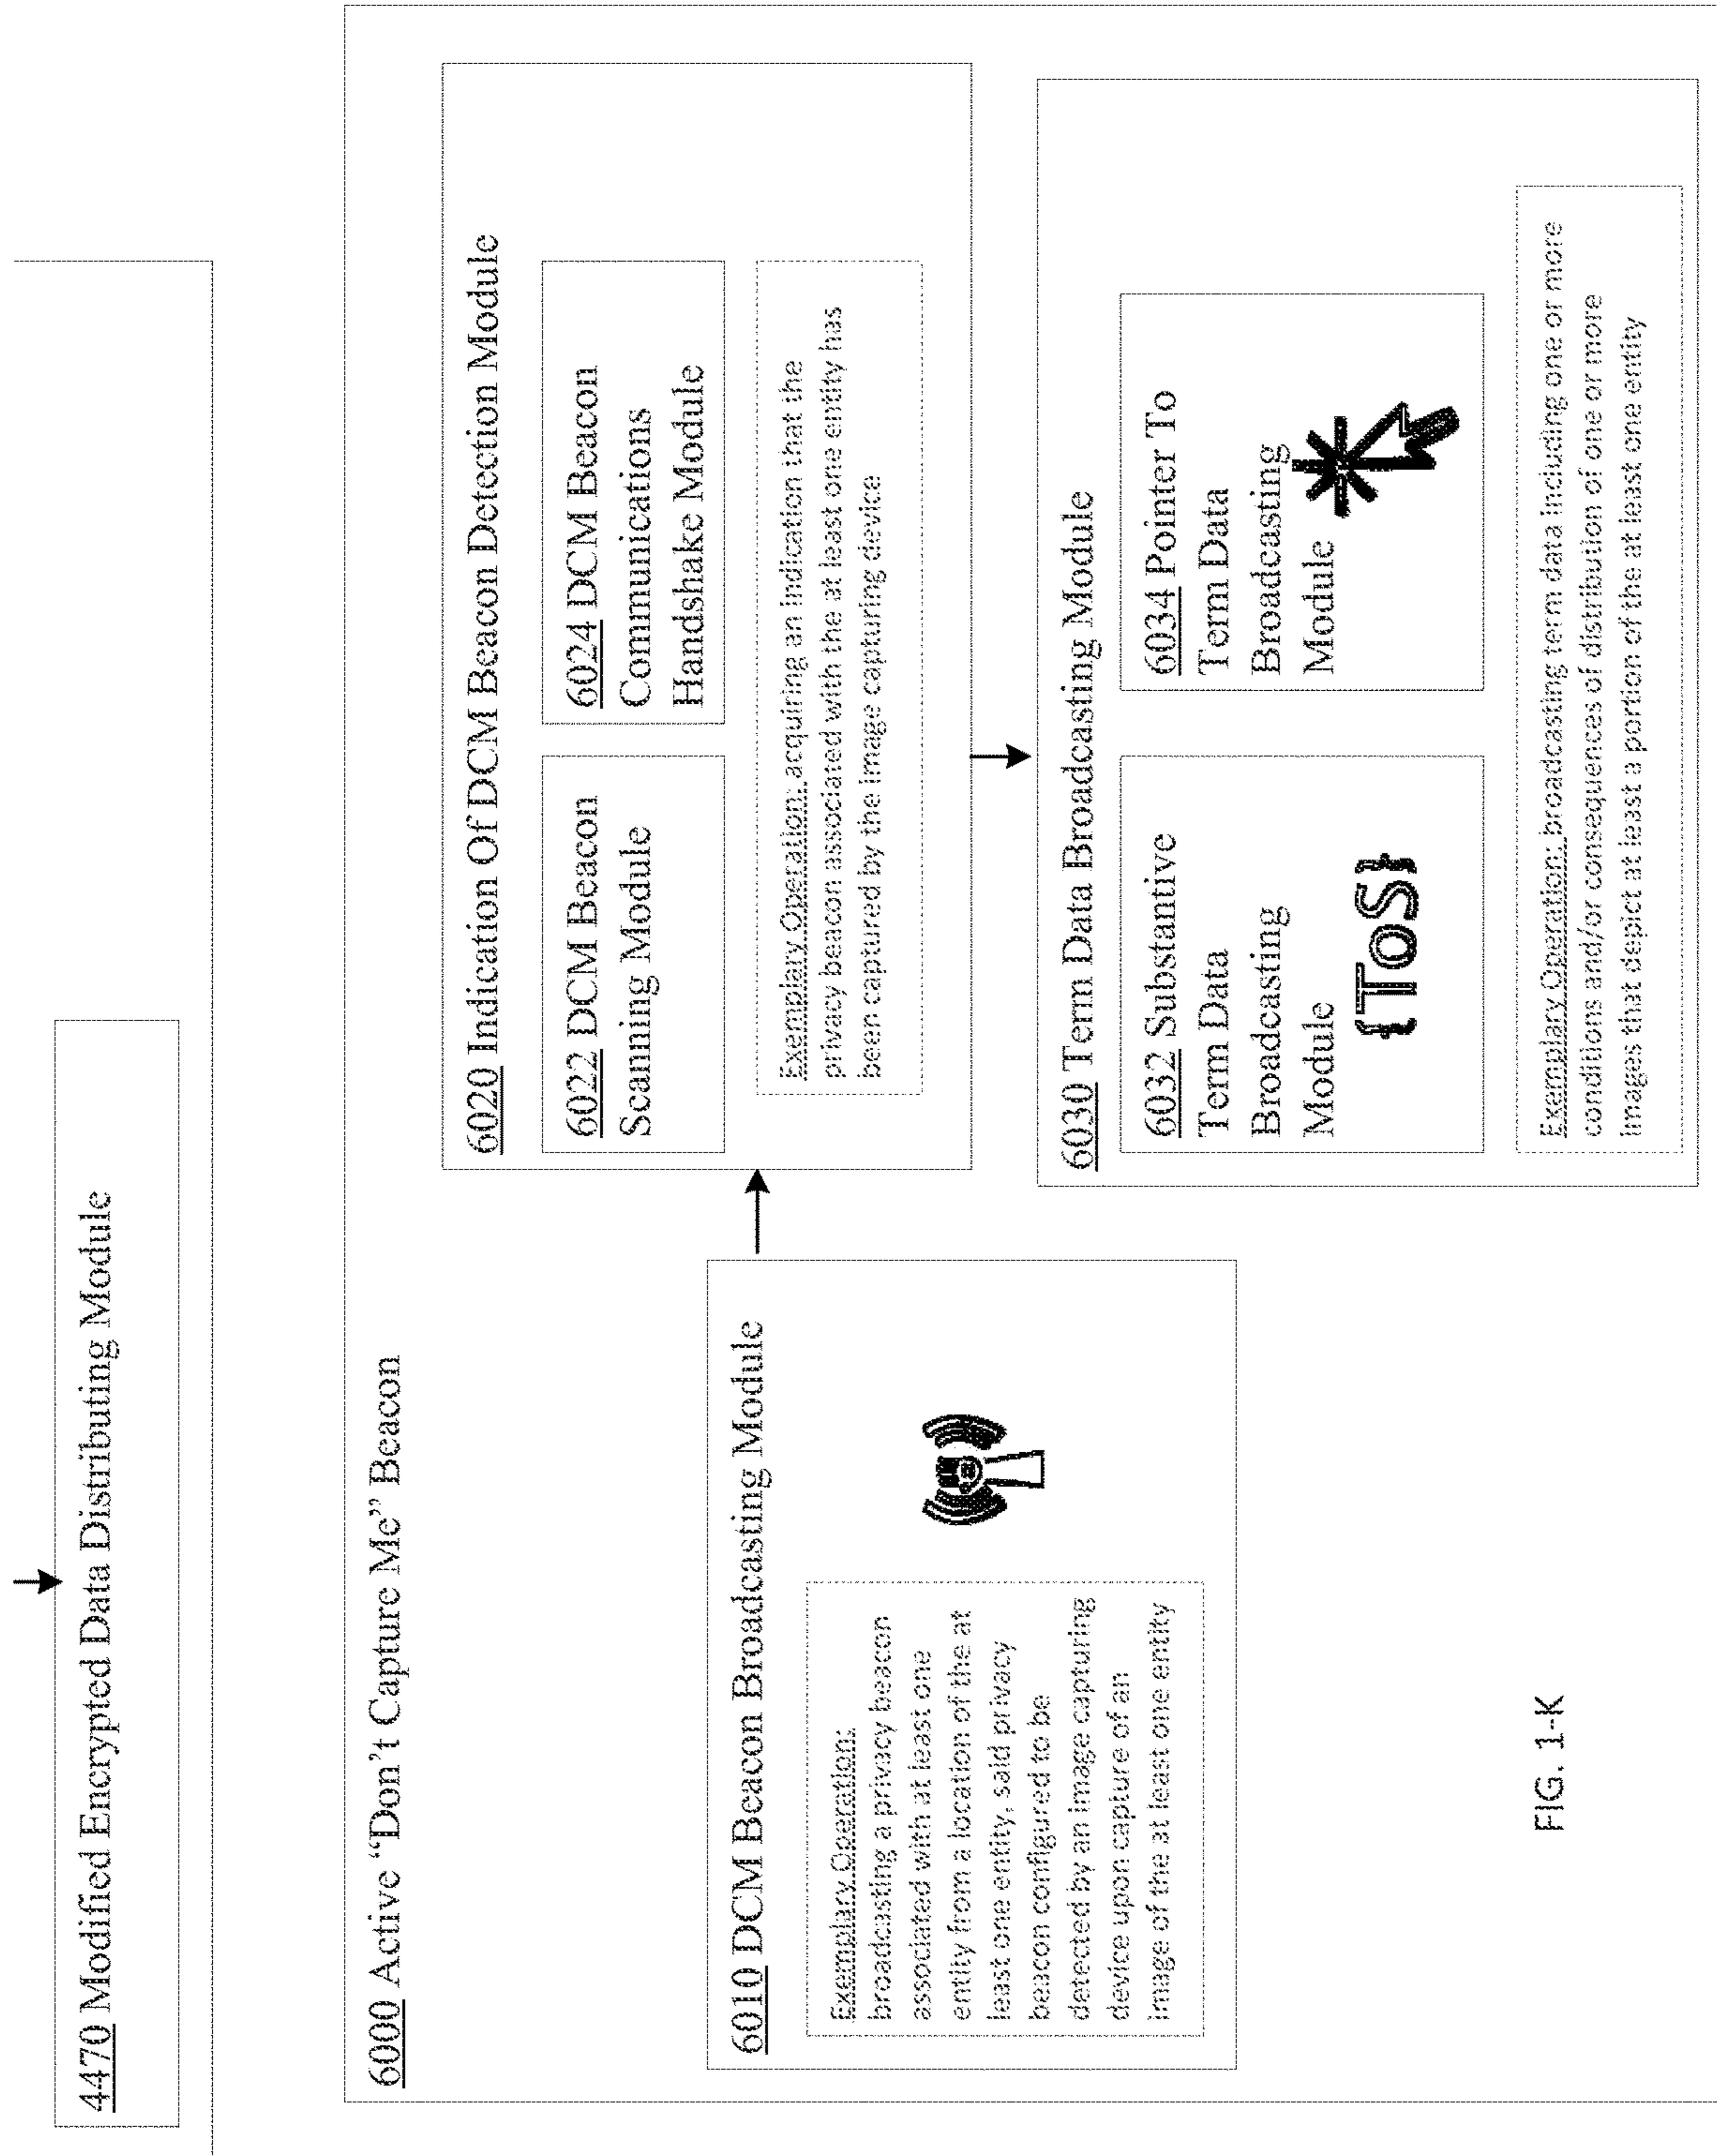 4470 Modified Encrypted Data Distributing Module
6000 Active “Don’t Capture Me” Beacon
6010 DCM Beacon Broadcasting Module
Exemplary Operation:
broadcasting a privacy beacon
associated with at least one
entity from a location of the at
least one entity, said privacy
beacon configured to be
detected by an image capturing
device upon capture of an
image of the at least one entity
6020 Indication Of DCM Beacon Detection Module
6022 DCM Beacon
Scanning Module
6024 DCM Beacon
Communications
Handshake Module
Exemplary Operation: acquiring an indication that the
privacy beacon associated with the at least one entity has
been captured by the image capturing device
6030 Term Data Broadcasting Module
6032 Substantive
Term Data
Broadcasting
Module
{ToS}
6034 Pointer To
Term Data
Broadcasting
Module
Exemplary Operation: broadcasting term data including one or more
conditions and/or consequences of distribution of one or more
images that depict at least a portion of the at least one entity
FIG. 1-K